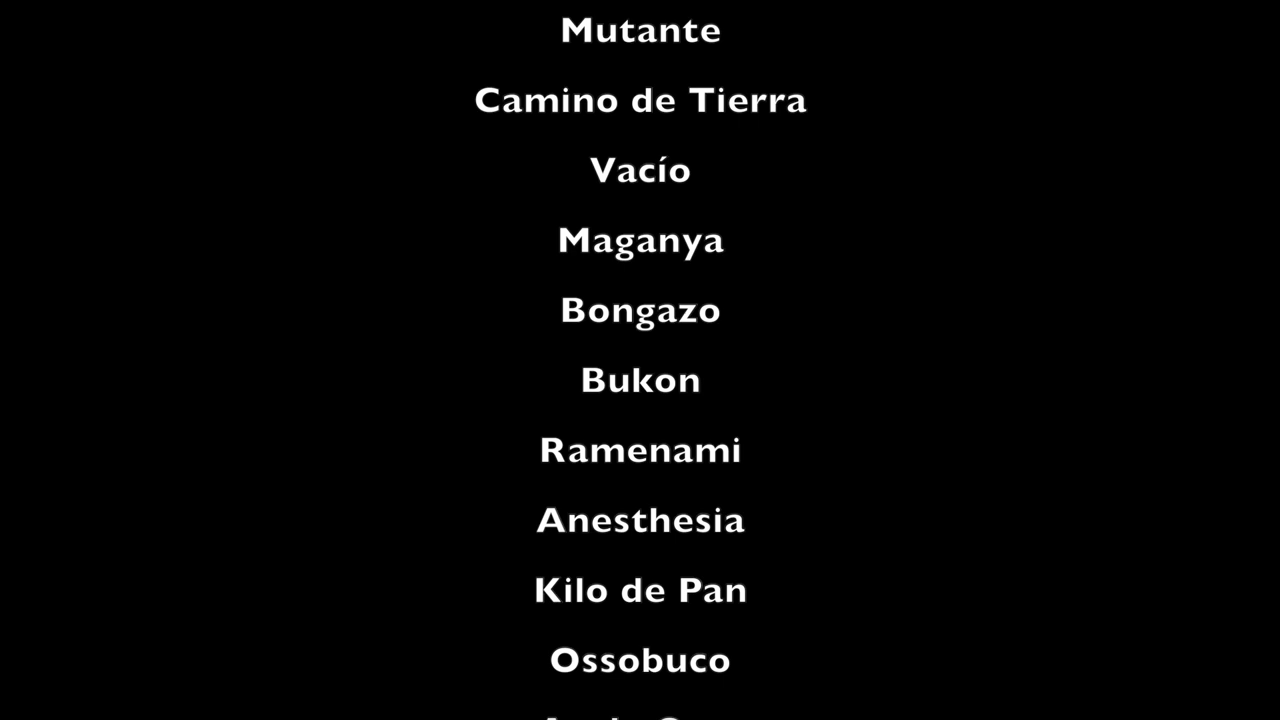 Mutante
Camino de Tierra
Vacío
Maganya
Bongazo
Bukon
Ramenami
Anesthesia
Kilo de Pan
Ossobuco